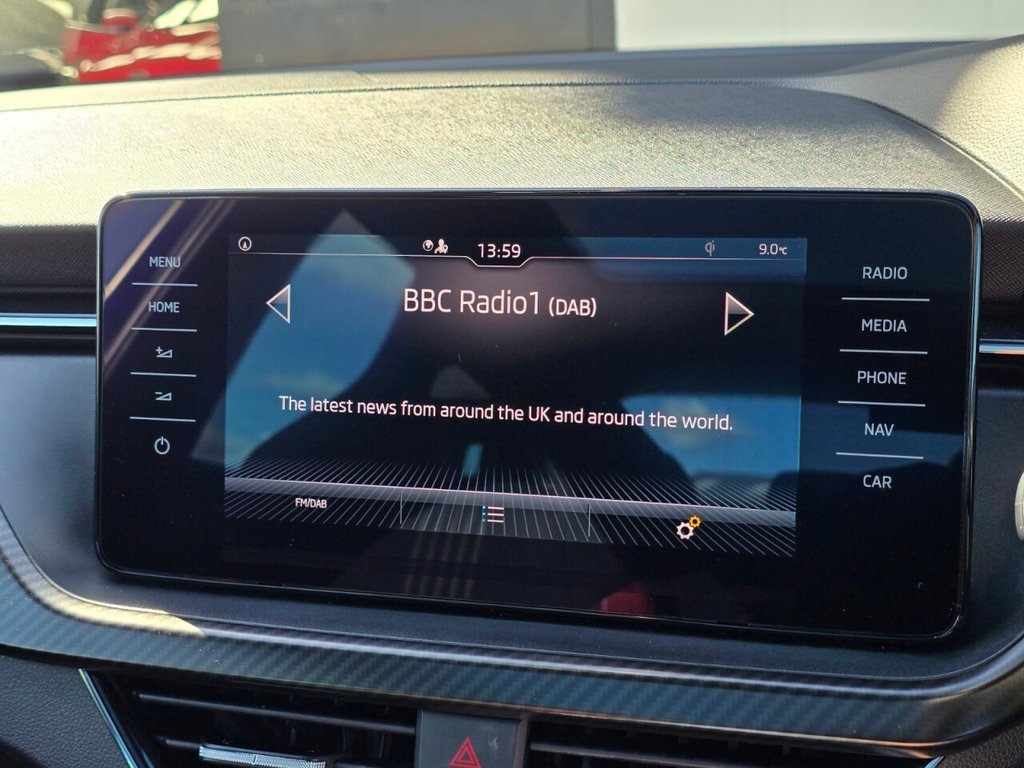 13:59
9.0°C
BBC Radio1 (DAB)
The latest news from around the UK and around the world.
FM/DAB
MENU
HOME
RADIO
MEDIA
PHONE
NAV
CAR